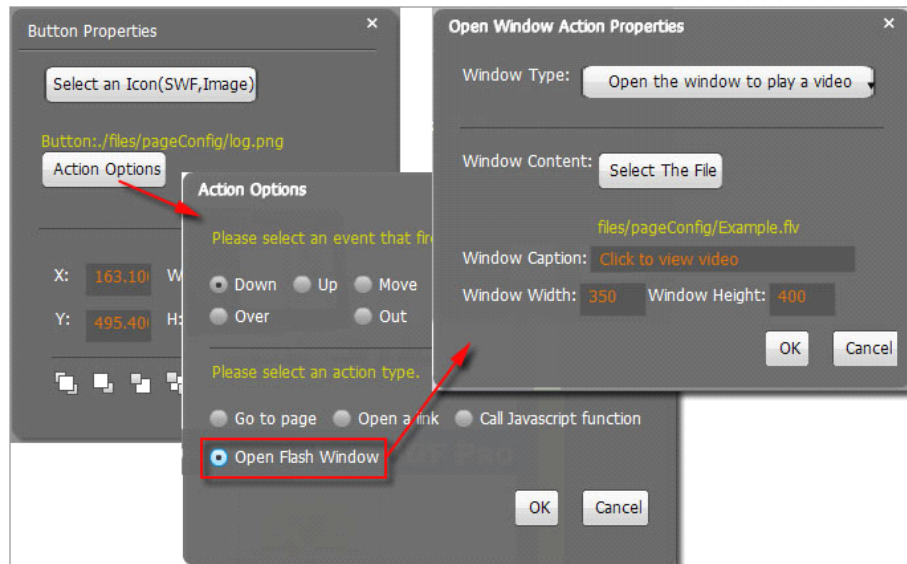 Button Properties
Select an Icon(SWF,Image)
Button:./files/pageConfig/log.png
Action Options
X: 163.10
Y: 495.40 H:
Action Options
Please select an event that
Down Up Move
Over Out
Please select an action type.
Go to page Open a link Call Javascript function
Open Flash Window
OK Cancel
Open Window Action Properties
Window Type: Open the window to play a video
Window Content: Select The File
files/pageConfig/Example.flv
Window Caption: Click to view video
Window Width: 350 Window Height: 400
OK Cancel